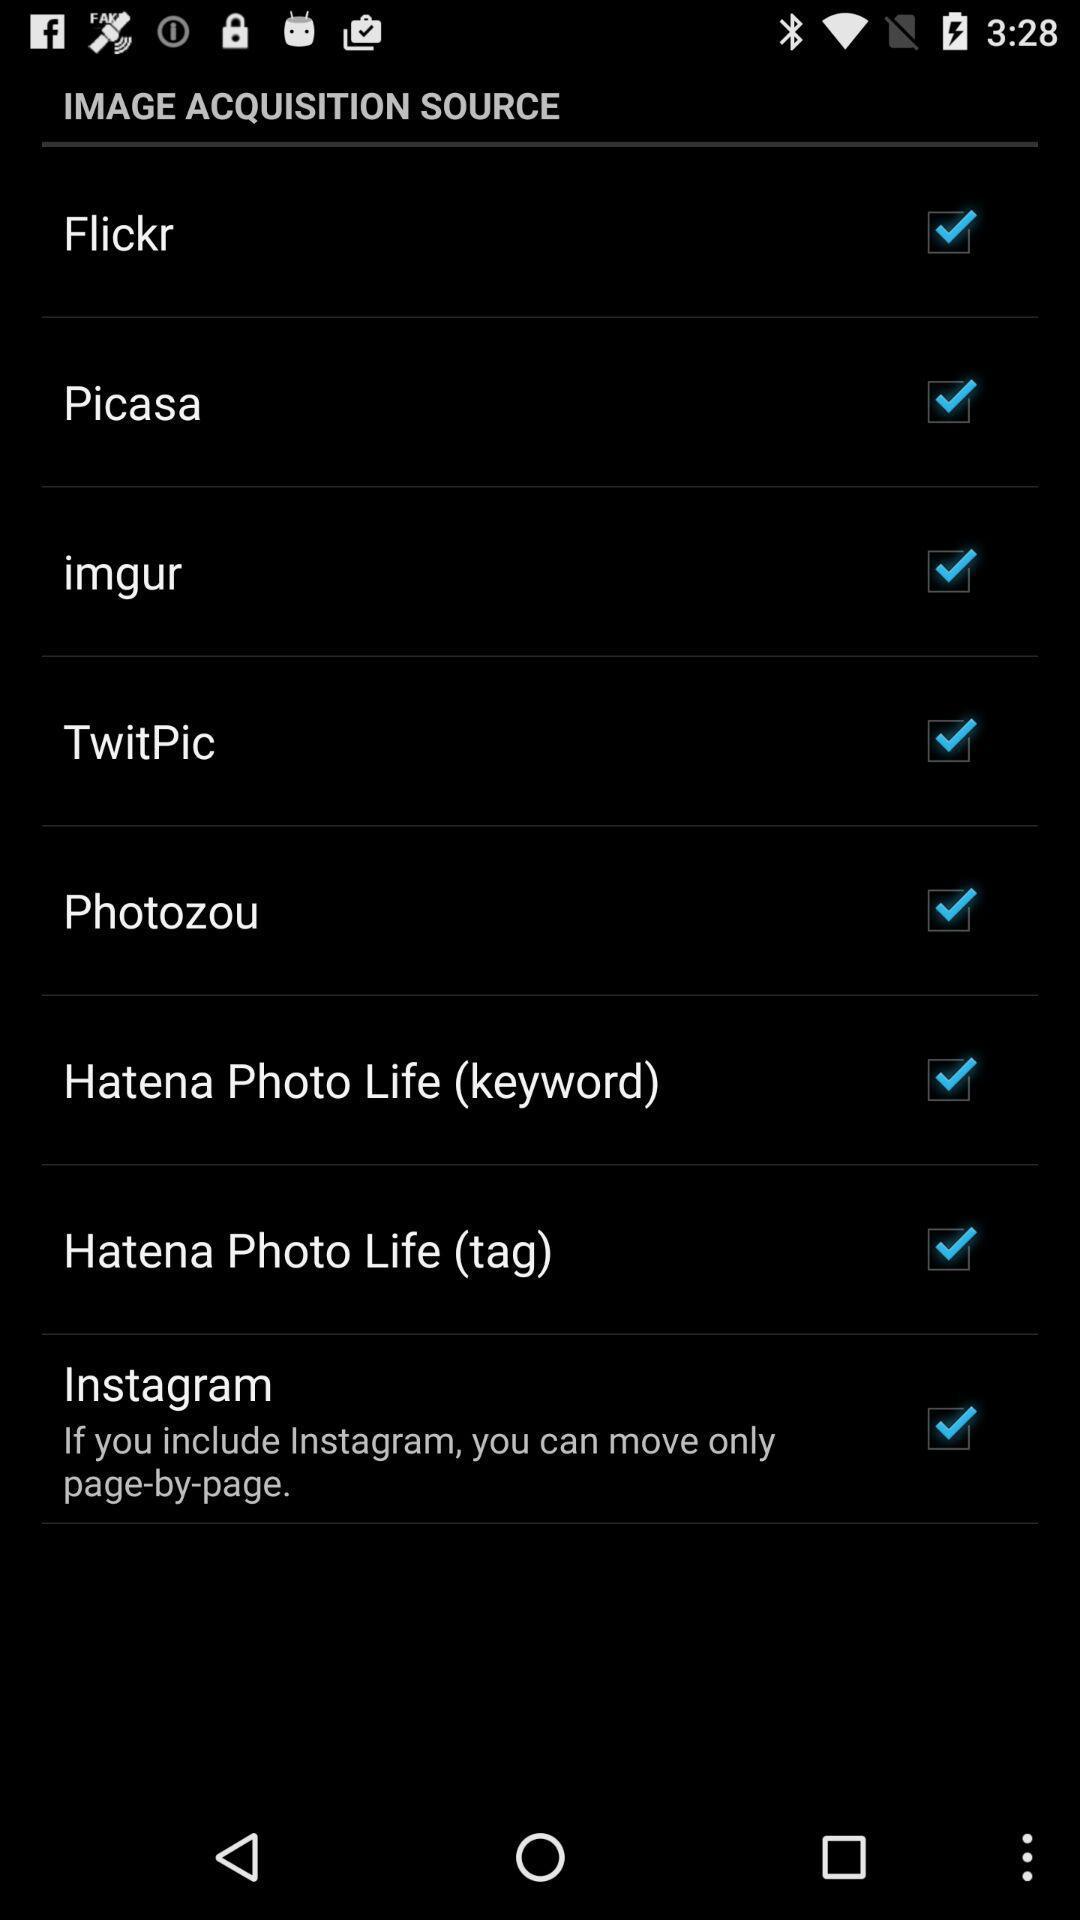 FAKE
3:28
IMAGE ACQUISITION SOURCE
Flickr
Picasa
imgur
TwitPic
Photozou
Hatena Photo Life (keyword)
Hatena Photo Life (tag)
Instagram
If you include Instagram, you can move only
page-by-page.